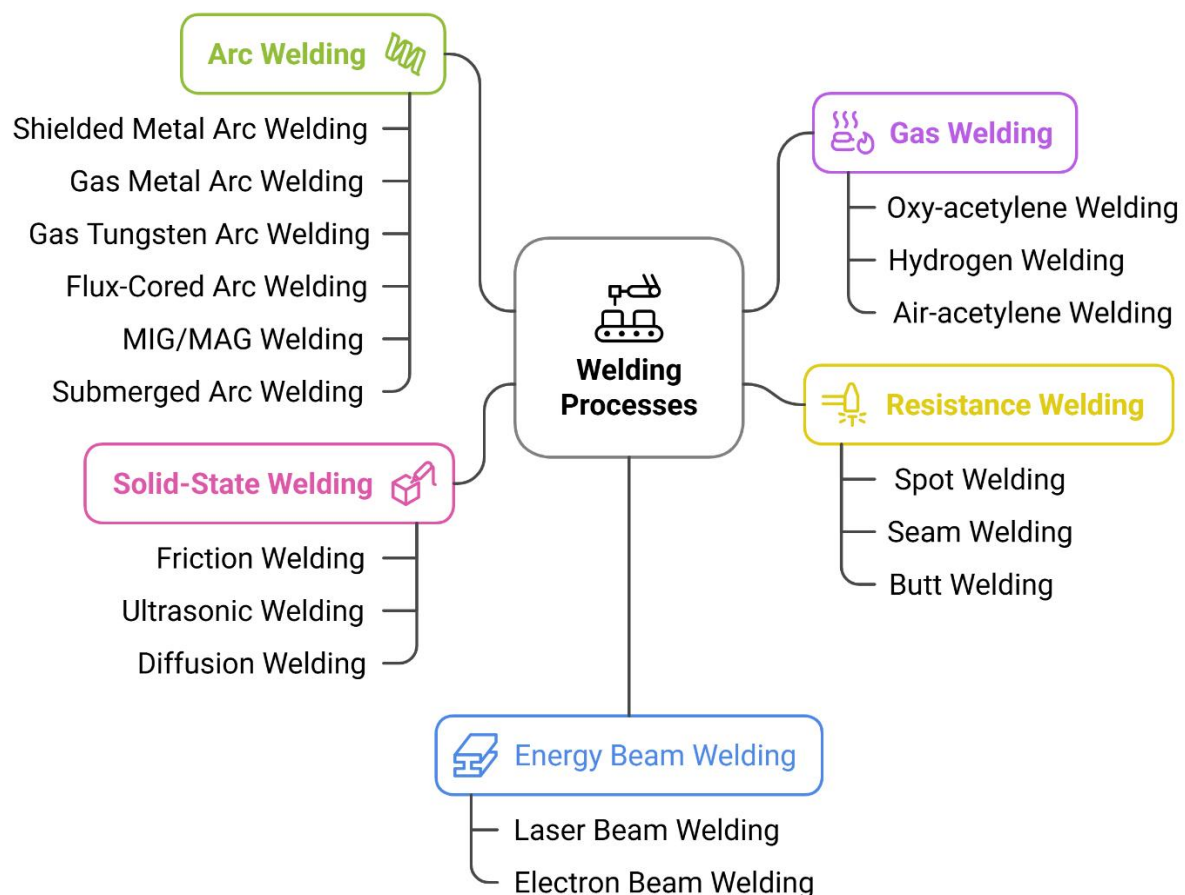 Arc Welding
Shielded Metal Arc Welding
Gas Metal Arc Welding
Gas Tungsten Arc Welding
Flux-Cored Arc Welding
MIG/MAG Welding
Submerged Arc Welding
Solid-State Welding
Friction Welding
Ultrasonic Welding
Diffusion Welding
Welding
Processes
Gas Welding
Oxy-acetylene Welding
Hydrogen Welding
Air-acetylene Welding
Resistance Welding
Spot Welding
Seam Welding
Butt Welding
Energy Beam Welding
Laser Beam Welding
Electron Beam Welding